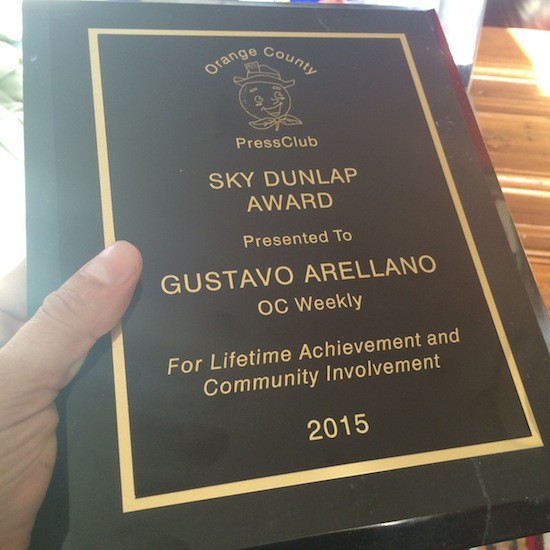 Orange County
PressClub
SKY DUNLAP
AWARD
Presented To
GUSTAVO ARELLANO
OC Weekly
For Lifetime Achievement and
Community Involvement
2015